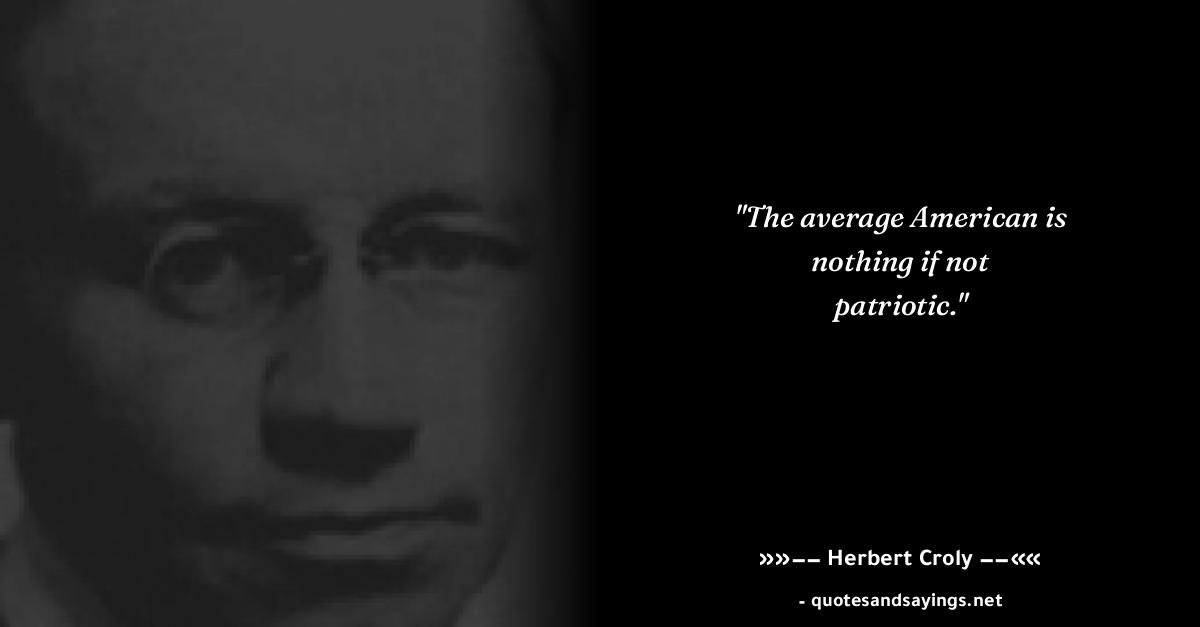 "The average American is
nothing if not
patriotic."
»»−− Herbert Croly −−««
- quotesandsayings.net